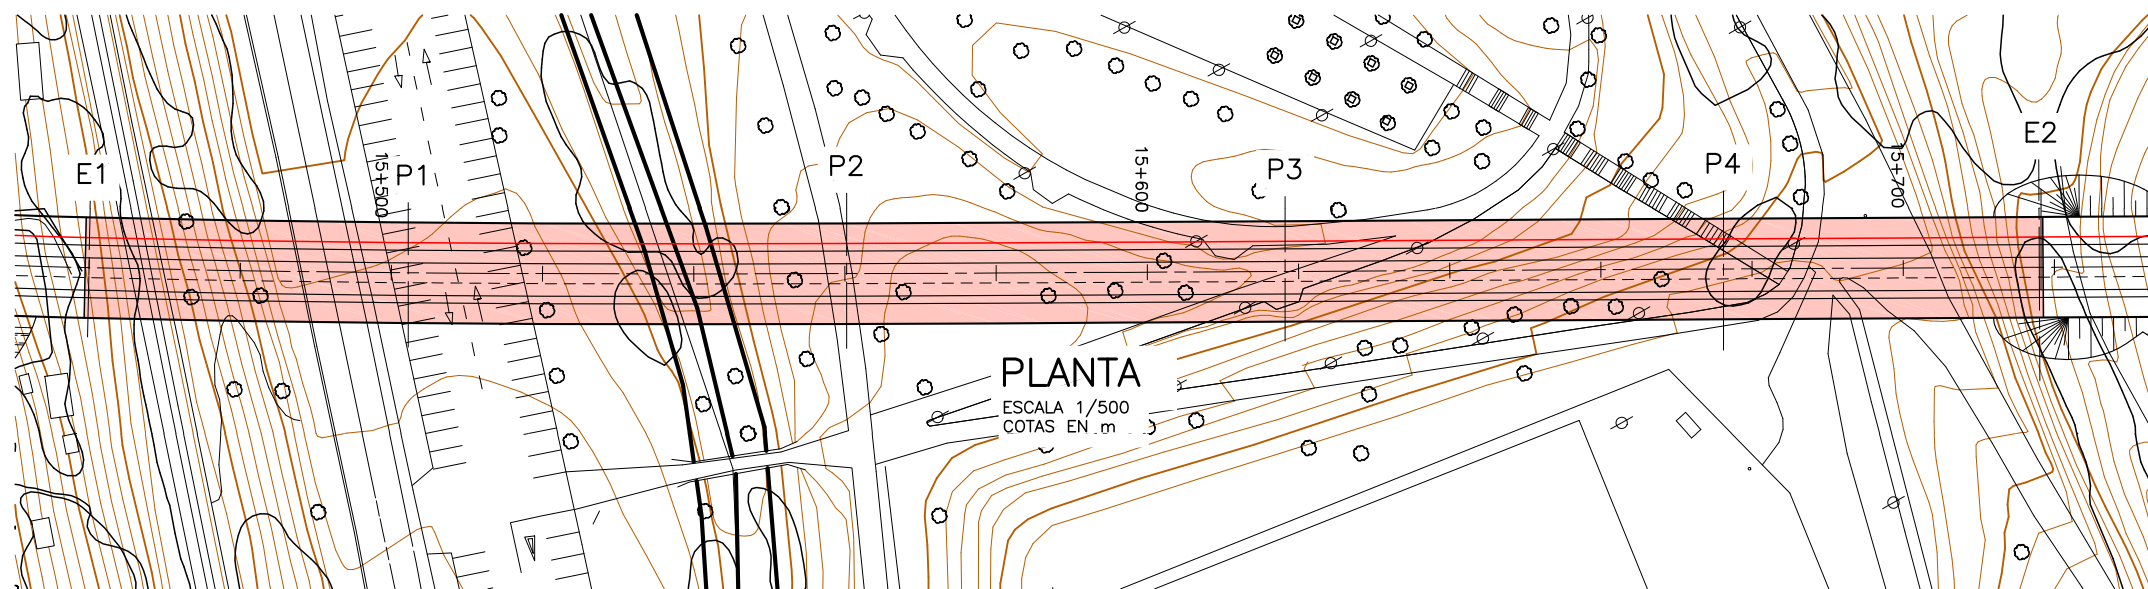 E1
15+500
P1
P2
15+600
P3
P4
15+700
E2
PLANTA
ESCALA 1/500
COTAS EN m